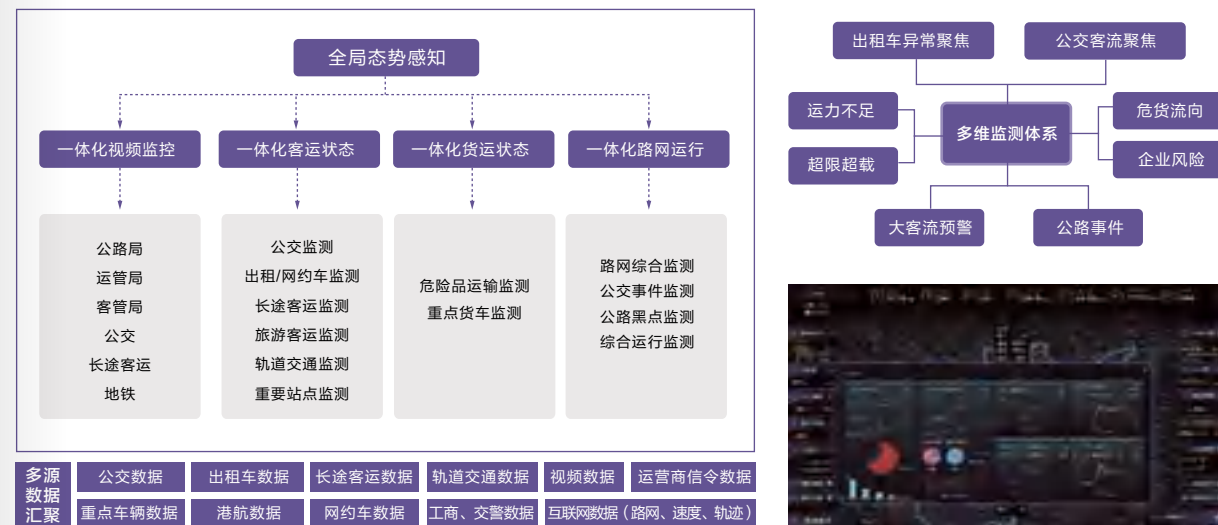 全局态势感知
一体化视频监控
一体化客运状态
一体化货运状态
一体化路网运行
公路局
运管局
客管局
公交
长途客运
地铁
公交监测
出租/网约车监测
长途客运监测
旅游客运监测
轨道交通监测
重要站点监测
危险品运输监测
重点货车监测
路网综合监测
公交事件监测
公路黑点监测
综合运行监测
多源
数据
汇聚
公交数据
出租车数据
长途客运数据
轨道交通数据
视频数据
运营商信令数据
重点车辆数据
港航数据
网约车数据
工商、交警数据
互联网数据（路网、速度、轨迹）
出租车异常聚焦
公交客流聚焦
运力不足
超限超载
多维监测体系
危货流向
企业风险
大客流预警
公路事件